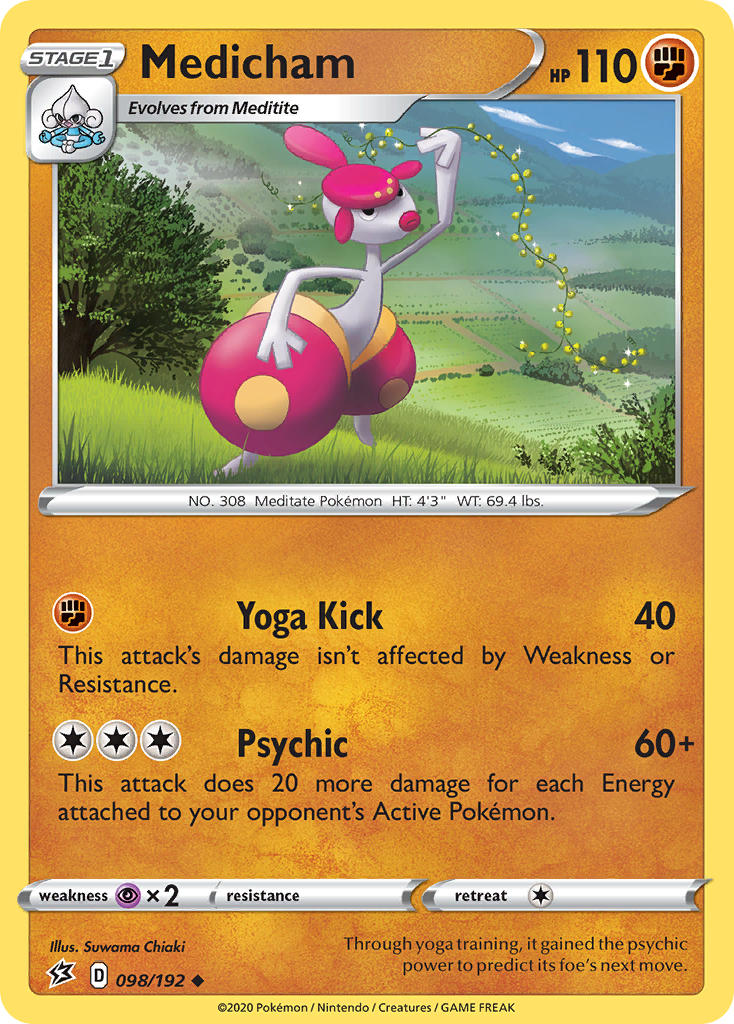 STAGE1
Medicham
HP 110
Evolves from Meditite
NO. 308 Meditate Pokémon HT: 4'3" WT: 69.4 lbs.
Yoga Kick 40
This attack's damage isn't affected by Weakness or
Resistance.
Psychic 60+
This attack does 20 more damage for each Energy
attached to your opponent's Active Pokémon.
weakness ×2 resistance retreat
Illus. Suwama Chiaki
Through yoga training, it gained the psychic
power to predict its foe's next move.
D 098/192
©2020 Pokémon / Nintendo / Creatures / GAME FREAK